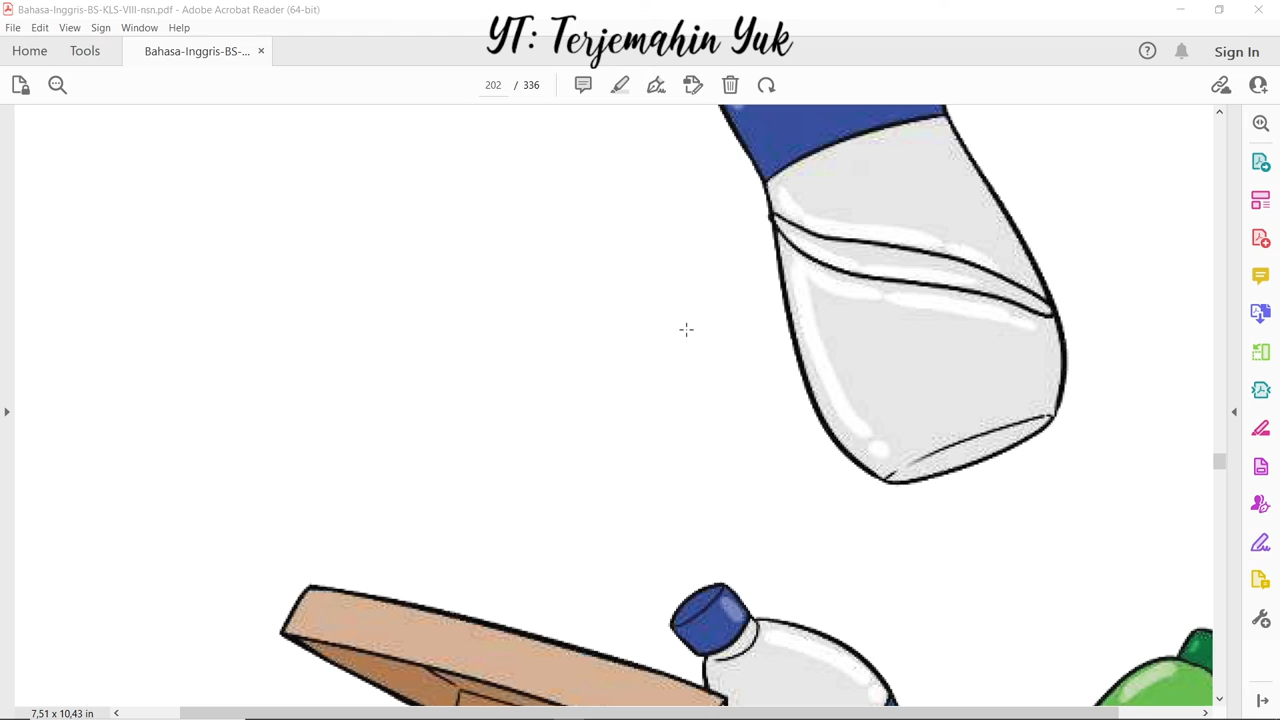 Bahasa-Inggris-BS-KLS-VIII-nsn.pdf - Adobe Acrobat Reader (64-bit)
File Edit View Sign Window Help
YT: Terjemahin Yuk
Home Tools Bahasa-Inggris-BS-... × Sign In
202 / 336
7,51 x 10,43 in